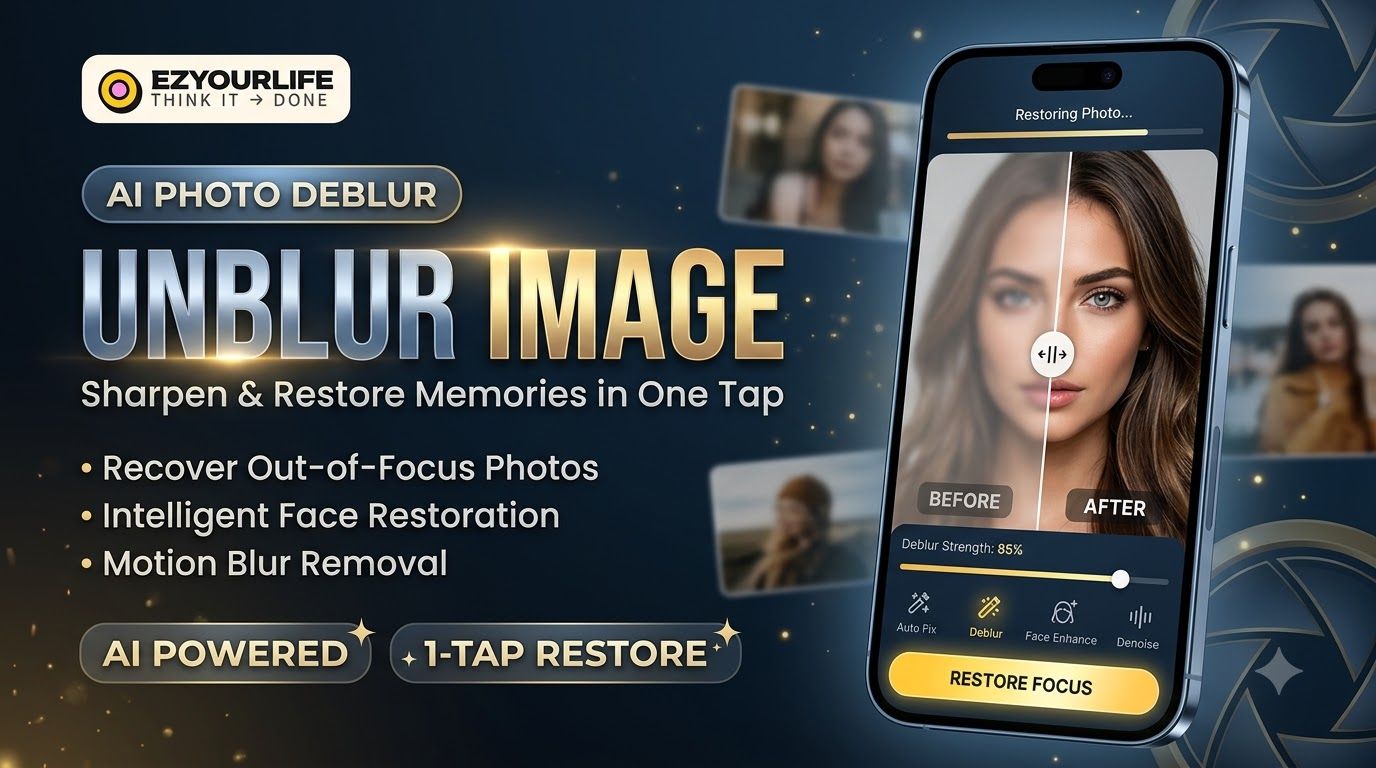 EZYOURLIFE
THINK IT → DONE
AI PHOTO DEBLUR
UNBLUR IMAGE
Sharpen & Restore Memories in One Tap
• Recover Out-of-Focus Photos
• Intelligent Face Restoration
• Motion Blur Removal
AI POWERED
1-TAP RESTORE
Restoring Photo...
BEFORE
AFTER
Deblur Strength: 85%
Auto Fix
Deblur
Face Enhance
Denoise
RESTORE FOCUS